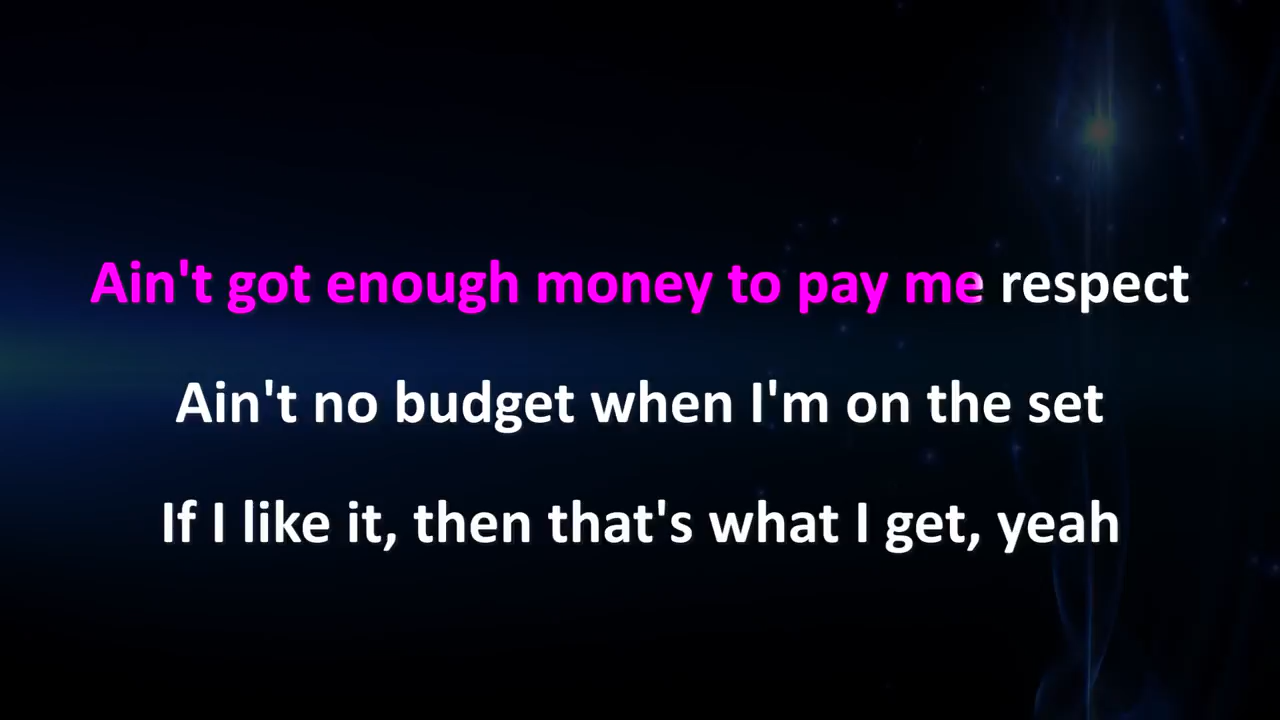 Ain't got enough money to pay me respect
Ain't no budget when I'm on the set
If I like it, then that's what I get, yeah